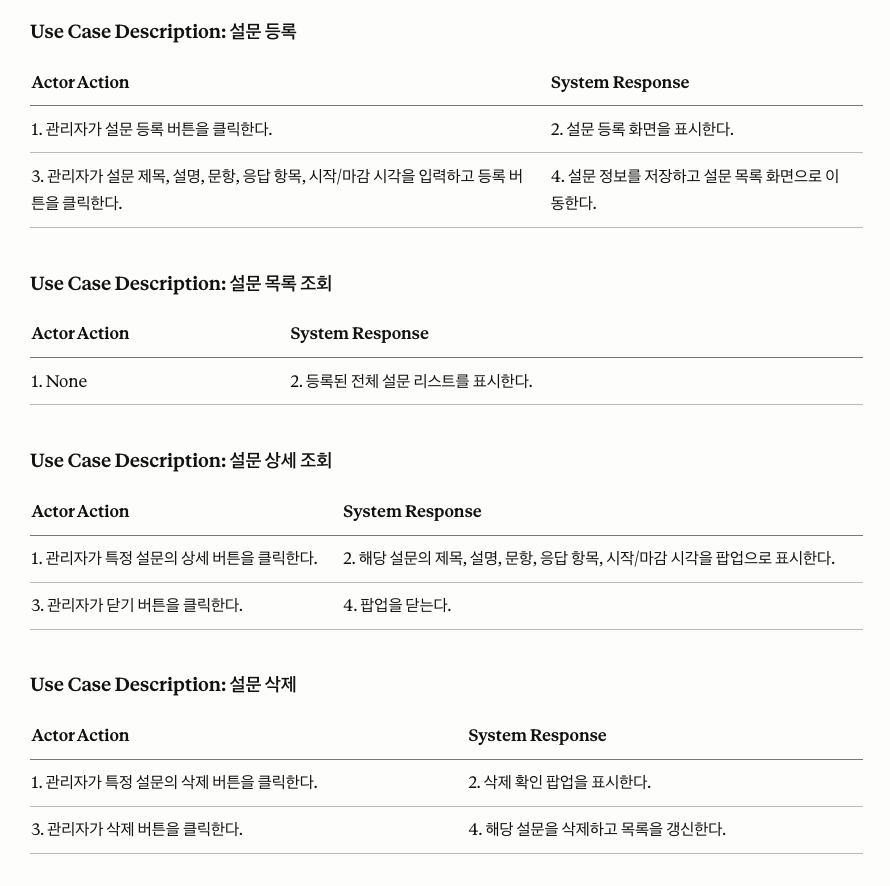 Use Case Description: 설문 등록
Actor Action System Response
1. 관리자가 설문 등록 버튼을 클릭한다. 2. 설문 등록 화면을 표시한다.
3. 관리자가 설문 제목, 설명, 문항, 응답 항목, 시작/마감 시각을 입력하고 등록 버 4. 설문 정보를 저장하고 설문 목록 화면으로 이
튼을 클릭한다. 동한다.
Use Case Description: 설문 목록 조회
Actor Action System Response
1. None 2. 등록된 전체 설문 리스트를 표시한다.
Use Case Description: 설문 상세 조회
Actor Action System Response
1. 관리자가 특정 설문의 상세 버튼을 클릭한다. 2. 해당 설문의 제목, 설명, 문항, 응답 항목, 시작/마감 시각을 팝업으로 표시한다.
3. 관리자가 닫기 버튼을 클릭한다. 4. 팝업을 닫는다.
Use Case Description: 설문 삭제
Actor Action System Response
1. 관리자가 특정 설문의 삭제 버튼을 클릭한다. 2. 삭제 확인 팝업을 표시한다.
3. 관리자가 삭제 버튼을 클릭한다. 4. 해당 설문을 삭제하고 목록을 갱신한다.